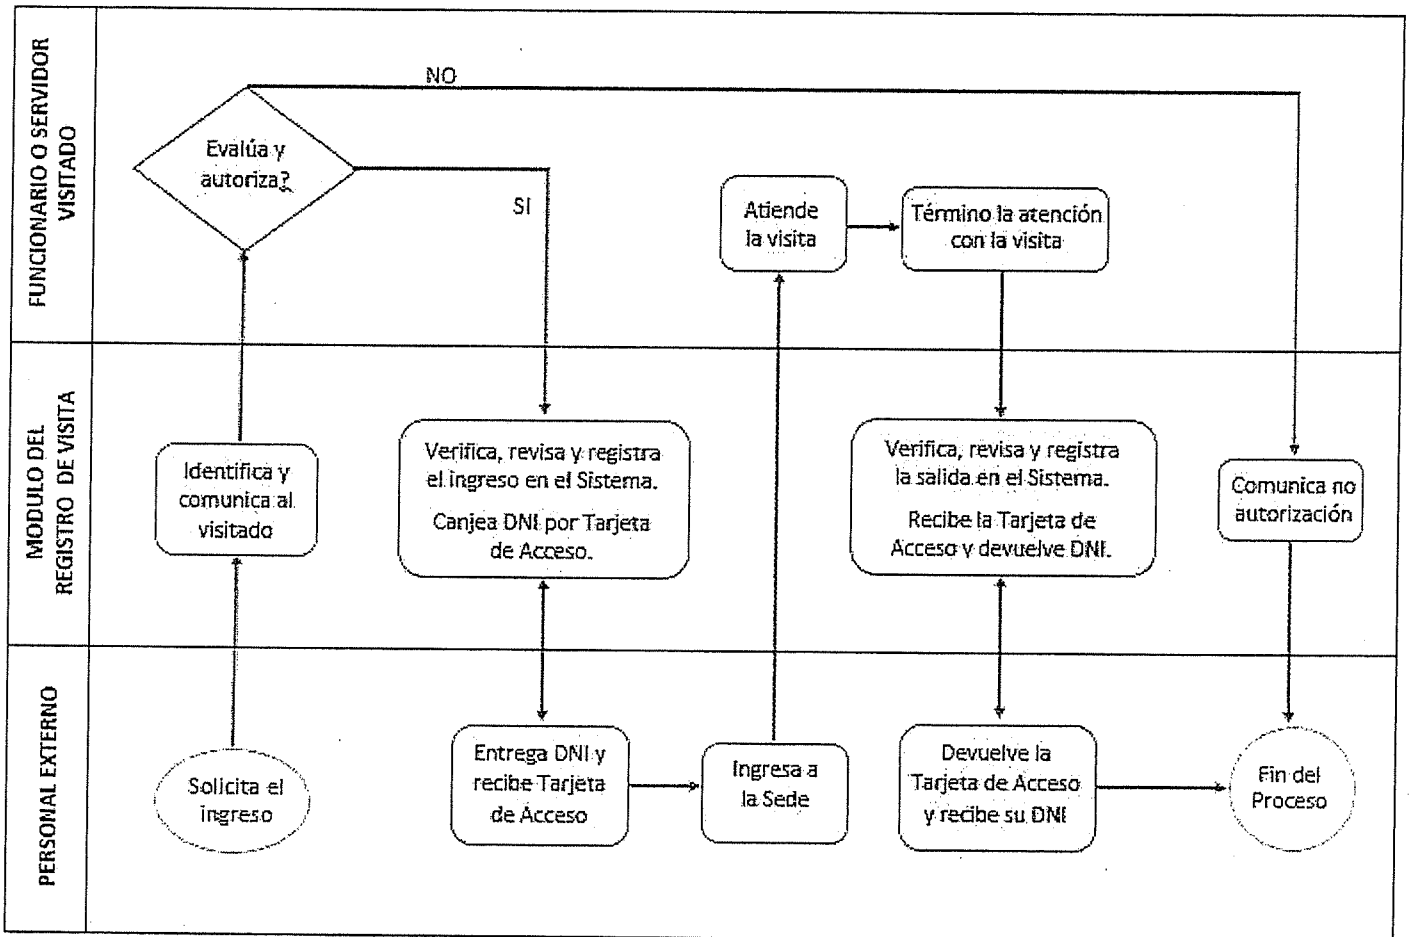 FUNCIONARIO O SERVIDOR
VISITADO
NO
Evalúa y
autoriza?
SI
Atiende
la visita
Término la atención
con la visita
MODULO DEL
REGISTRO DE VISITA
Identifica y
comunica al
visitado
Verifica, revisa y registra
el ingreso en el Sistema.
Canjea DNI por Tarjeta
de Acceso.
Verifica, revisa y registra
la salida en el Sistema.
Recibe la Tarjeta de
Acceso y devuelve DNI.
Comunica no
autorización
PERSONAL EXTERNO
Solicita el
ingreso
Entrega DNI y
recibe Tarjeta
de Acceso
Ingresa a
la Sede
Devuelve la
Tarjeta de Acceso
y recibe su DNI
Fin del
Proceso